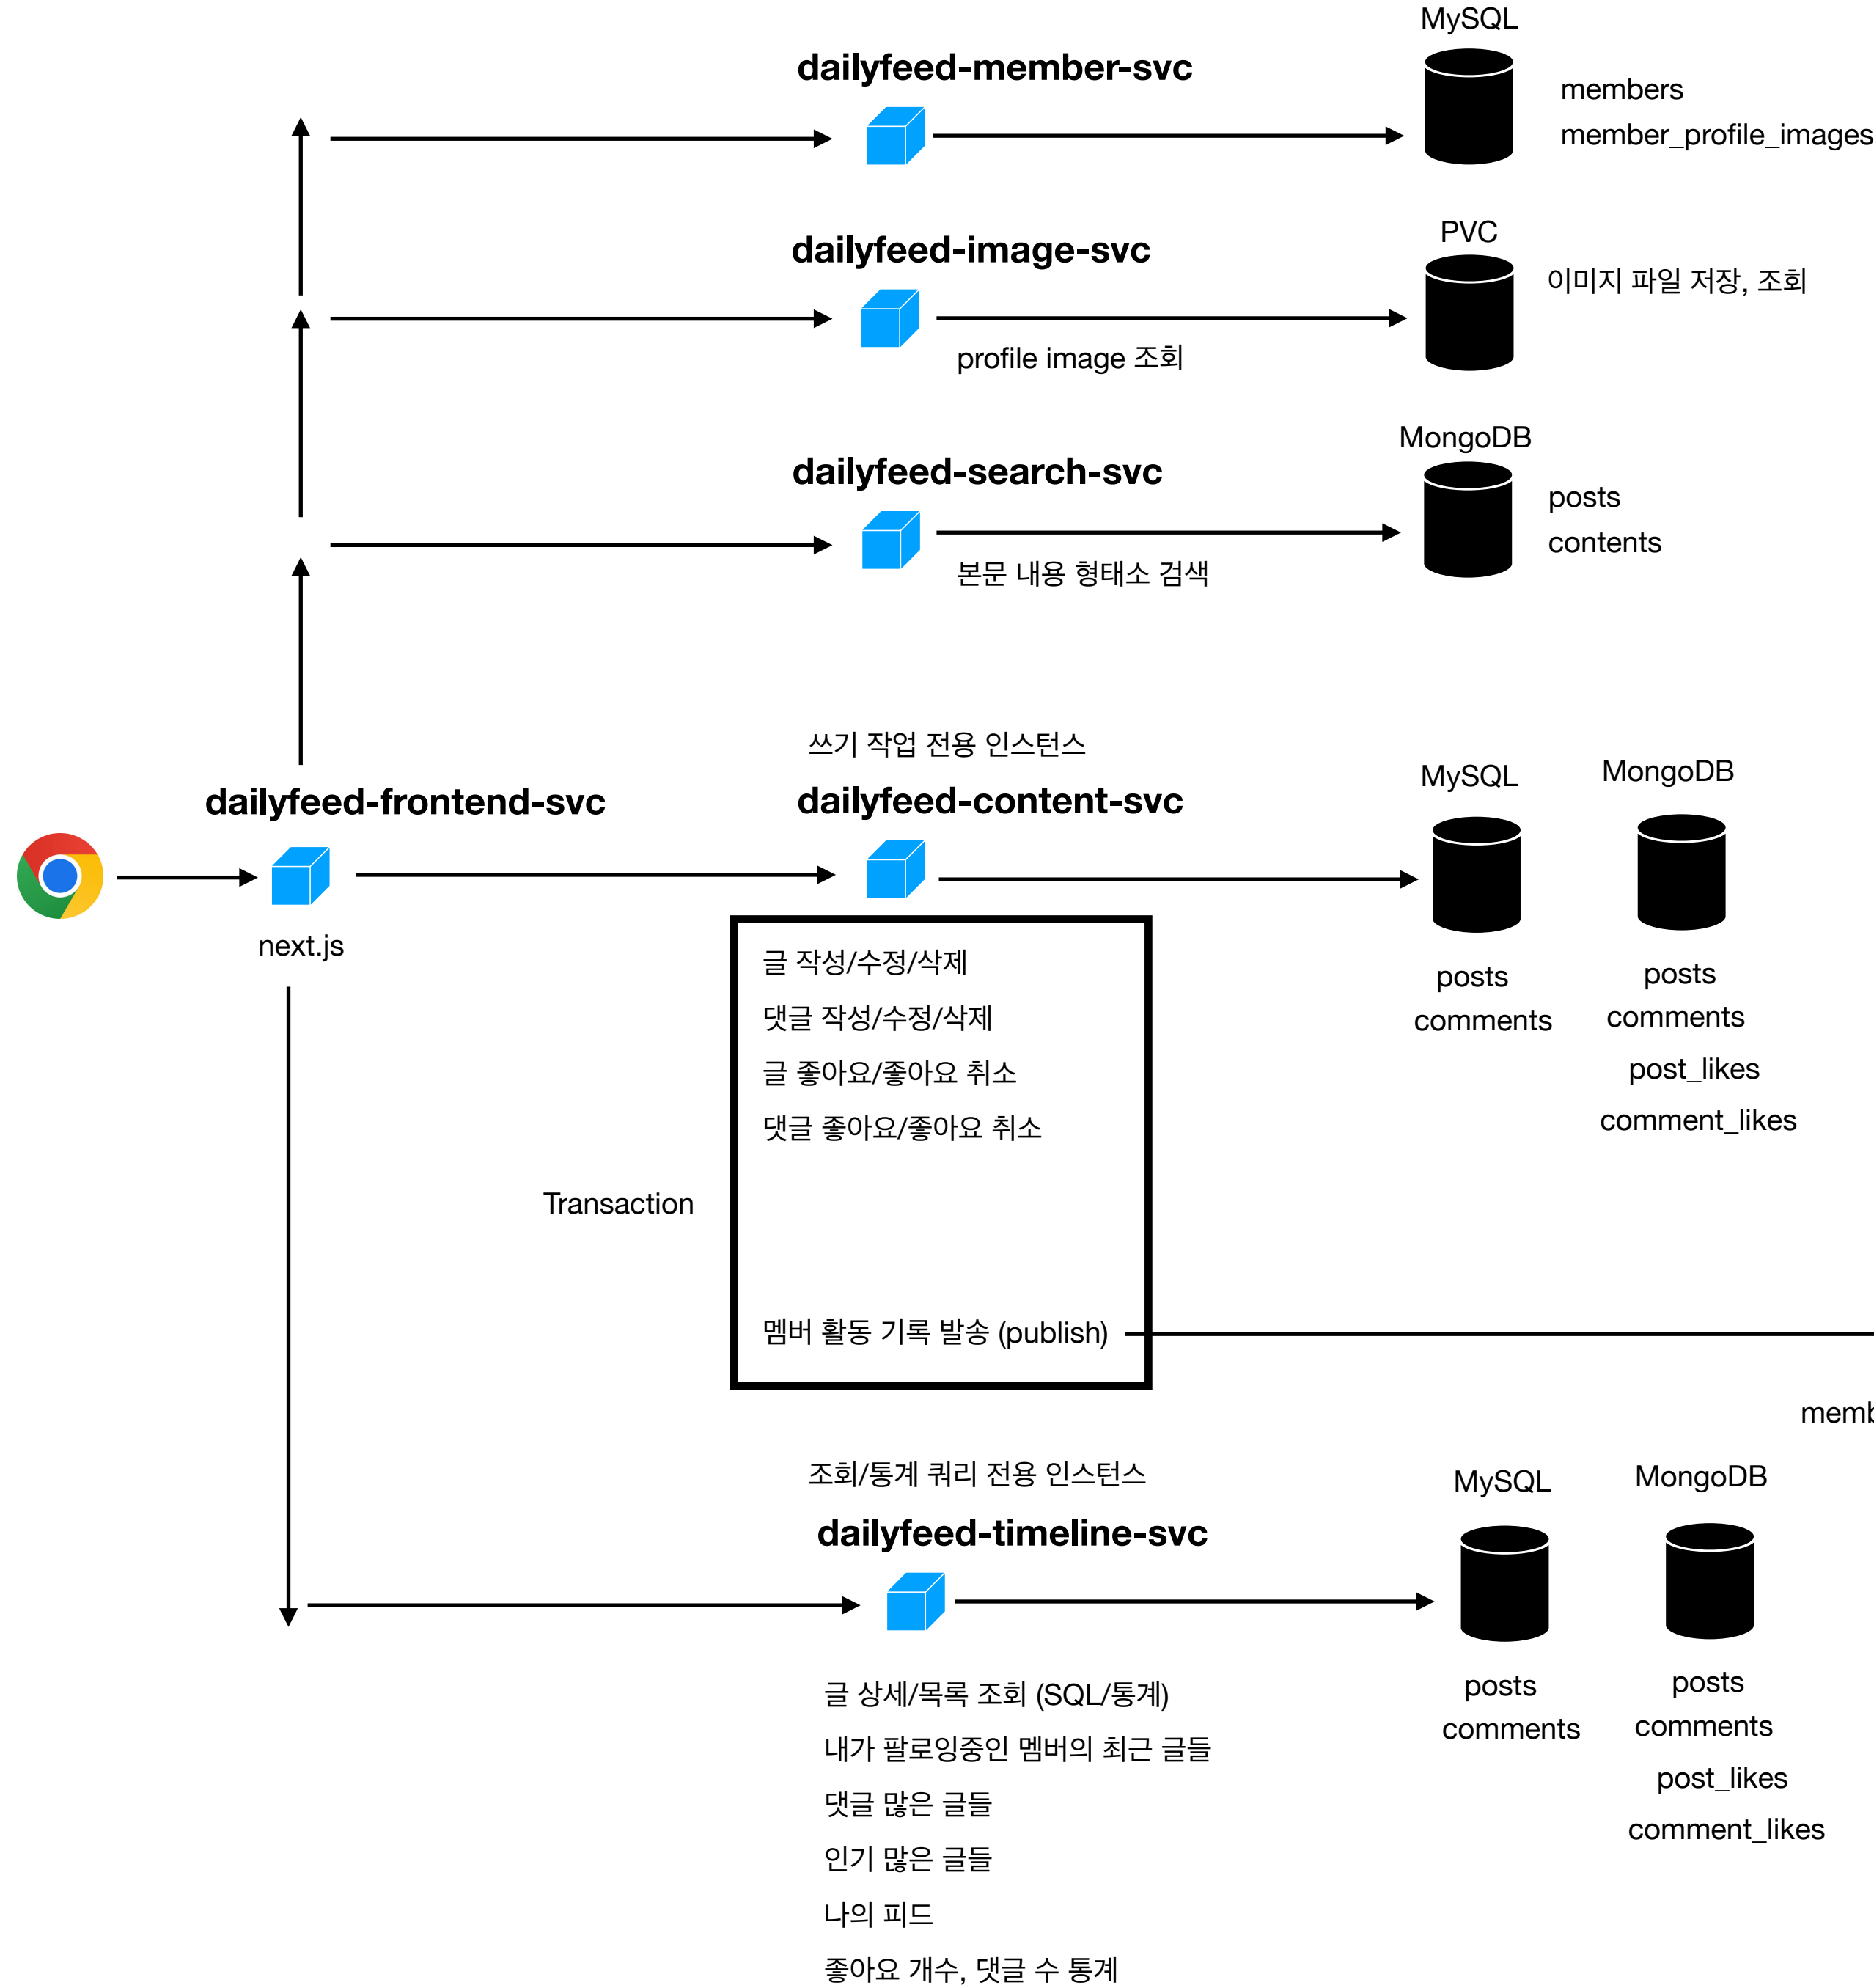 MySQL
dailyfeed-member-svc
members
member_profile_images
PVC
dailyfeed-image-svc
이미지 파일 저장, 조회
profile image 조회
MongoDB
dailyfeed-search-svc
posts
contents
본문 내용 형태소 검색
쓰기 작업 전용 인스턴스
dailyfeed-frontend-svc
dailyfeed-content-svc
MySQL
MongoDB
next.js
글 작성/수정/삭제
댓글 작성/수정/삭제
글 좋아요/좋아요 취소
댓글 좋아요/좋아요 취소
posts
comments
posts
comments
post_likes
comment_likes
Transaction
멤버 활동 기록 발송 (publish)
조회/통계 쿼리 전용 인스턴스
dailyfeed-timeline-svc
MySQL
MongoDB
posts
comments
posts
comments
post_likes
comment_likes
글 상세/목록 조회 (SQL/통계)
내가 팔로잉중인 멤버의 최근 글들
댓글 많은 글들
인기 많은 글들
나의 피드
좋아요 개수, 댓글 수 통계